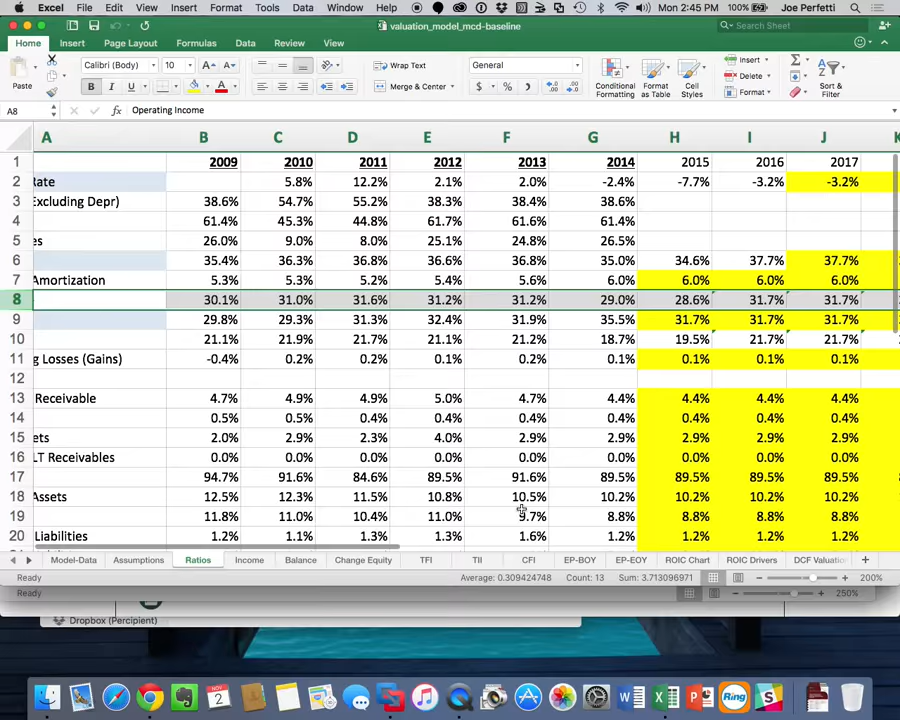 Excel File Edit View Insert Format Tools Data Window Help Mon 2:45 PM 100% Joe Perfetti
valuation_model_mcd-baseline
Search Sheet
Home Insert Page Layout Formulas Data Review View
Paste
Calibri (Body) 10
A A
B I U
Wrap Text
Merge & Center
General
$ %
Conditional Formatting
Format as Table
Cell Styles
Insert
Delete
Format
Sort & Filter
A8 fx Operating Income
A B C D E F G H I J K
1 2009 2010 2011 2012 2013 2014 2015 2016 2017
2 Rate 5.8% 12.2% 2.1% 2.0% -2.4% -7.7% -3.2% -3.2%
3 Excluding Depr) 38.6% 54.7% 55.2% 38.3% 38.4% 38.6%
4 61.4% 45.3% 44.8% 61.7% 61.6% 61.4%
5 es 26.0% 9.0% 8.0% 25.1% 24.8% 26.5%
6 35.4% 36.3% 36.8% 36.6% 36.8% 35.0% 34.6% 37.7% 37.7%
7 Amortization 5.3% 5.3% 5.2% 5.4% 5.6% 6.0% 6.0% 6.0% 6.0%
8 30.1% 31.0% 31.6% 31.2% 31.2% 29.0% 28.6% 31.7% 31.7%
9 29.8% 29.3% 31.3% 32.4% 31.9% 35.5% 31.7% 31.7% 31.7%
10 21.1% 21.9% 21.7% 21.1% 21.2% 18.7% 19.5% 21.7% 21.7%
11 g Losses (Gains) -0.4% 0.2% 0.2% 0.1% 0.2% 0.1% 0.1% 0.1% 0.1%
12
13 Receivable 4.7% 4.9% 4.9% 5.0% 4.7% 4.4% 4.4% 4.4% 4.4%
14 0.5% 0.5% 0.4% 0.4% 0.4% 0.4% 0.4% 0.4% 0.4%
15 ets 2.0% 2.9% 2.3% 4.0% 2.9% 2.9% 2.9% 2.9% 2.9%
16 LT Receivables 0.0% 0.0% 0.0% 0.0% 0.0% 0.0% 0.0% 0.0% 0.0%
17 94.7% 91.6% 84.6% 89.5% 91.6% 89.5% 89.5% 89.5% 89.5%
18 Assets 12.5% 12.3% 11.5% 10.8% 10.5% 10.2% 10.2% 10.2% 10.2%
19 11.8% 11.0% 10.4% 11.0% 9.7% 8.8% 8.8% 8.8% 8.8%
20 Liabilities 1.2% 1.1% 1.3% 1.3% 1.6% 1.2% 1.2% 1.2% 1.2%
Model-Data Assumptions Ratios Income Balance Change Equity TFI TII CFI EP-BOY EP-EOY ROIC Chart ROIC Drivers DCF Valuation +
Ready Average: 0.309424748 Count: 13 Sum: 3.713096971 200%
Ready 250%
Dropbox (Percipient)
NOV
2
Ring